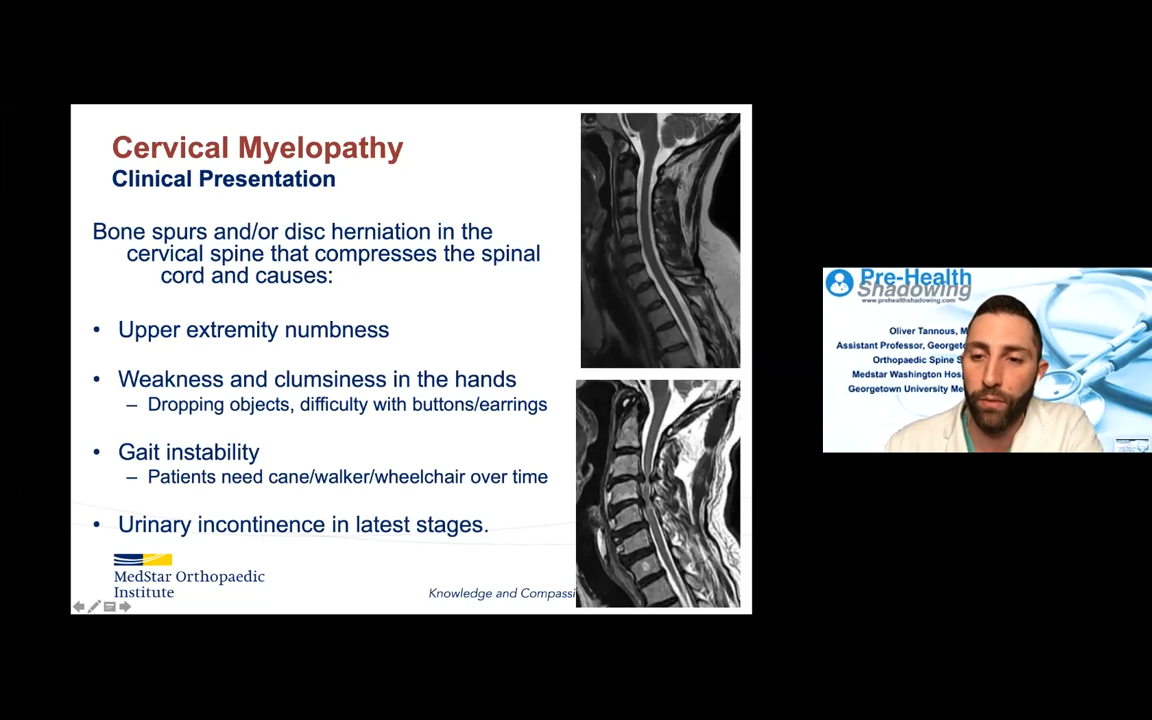 Cervical Myelopathy
Clinical Presentation
Bone spurs and/or disc herniation in the
cervical spine that compresses the spinal
cord and causes:
• Upper extremity numbness
• Weakness and clumsiness in the hands
– Dropping objects, difficulty with buttons/earrings
• Gait instability
– Patients need cane/walker/wheelchair over time
• Urinary incontinence in latest stages.
MedStar Orthopaedic
Institute
Knowledge and Compassi
Pre-Health
Shadowing
www.prehealthshadowing.com
Oliver Tannous, M
Assistant Professor, Georget
Orthopaedic Spine S
Medstar Washington Hos
Georgetown University Me